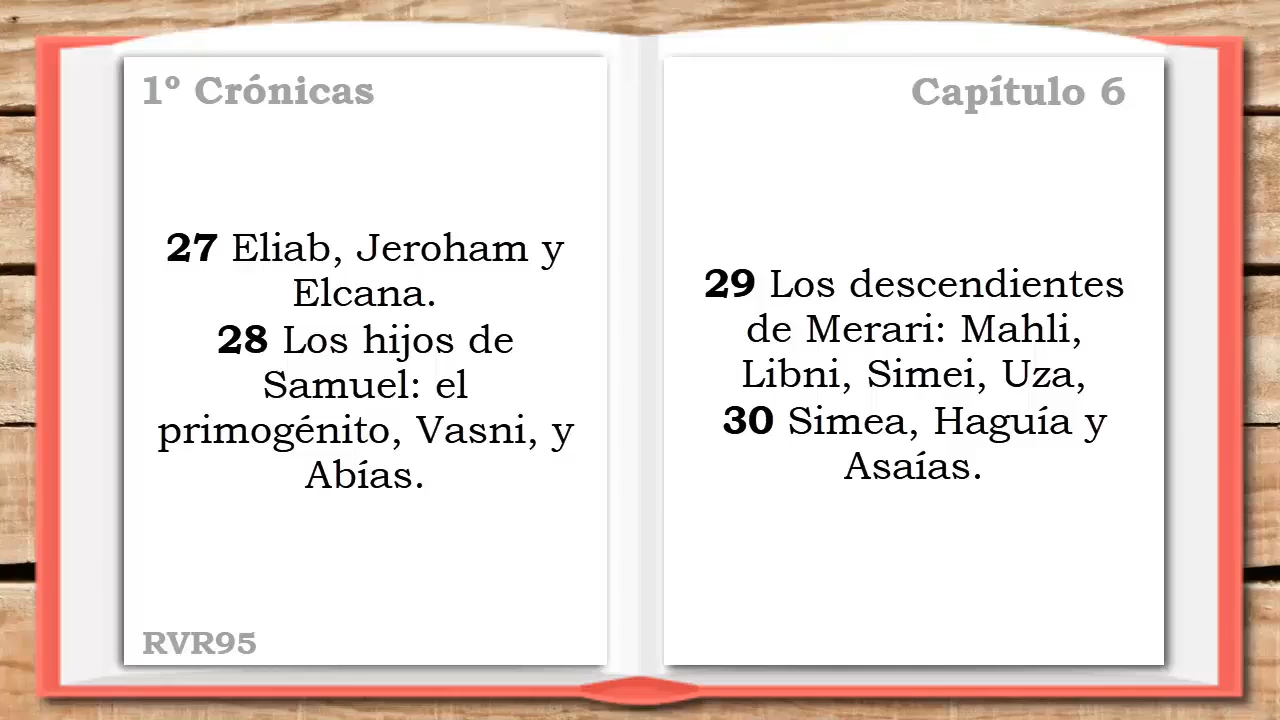 1º Crónicas
27 Eliab, Jeroham y
Elcana.
28 Los hijos de
Samuel: el
primogénito, Vasni, y
Abías.
RVR95
Capítulo 6
29 Los descendientes
de Merari: Mahli,
Libni, Simei, Uza,
30 Simea, Haguía y
Asaías.